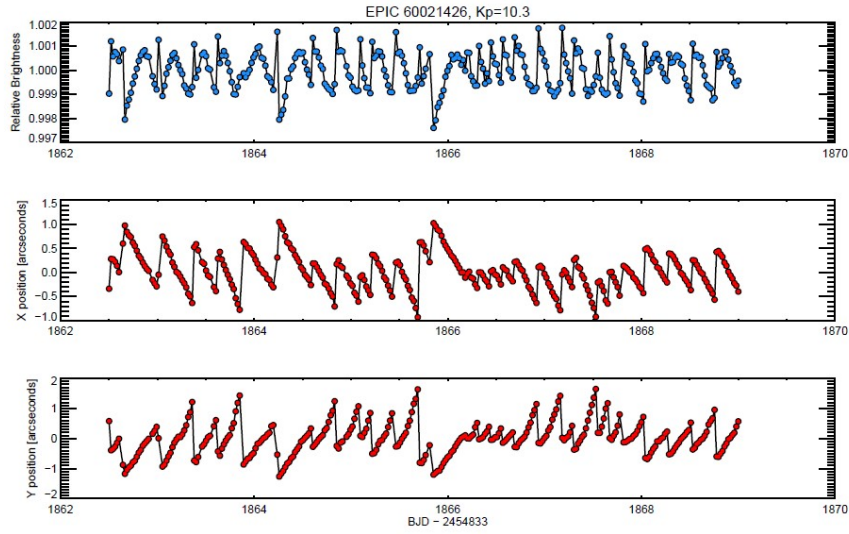 EPIC 60021426, Kp=10.3
Relative Brightness
1.002
1.001
1.000
0.999
0.998
0.997
1862 1864 1866 1868 1870
X position [arcseconds]
1.5
1.0
0.5
0.0
−0.5
−1.0
1862 1864 1866 1868 1870
Y position [arcseconds]
2
1
0
−1
−2
1862 1864 1866 1868 1870
BJD − 2454833